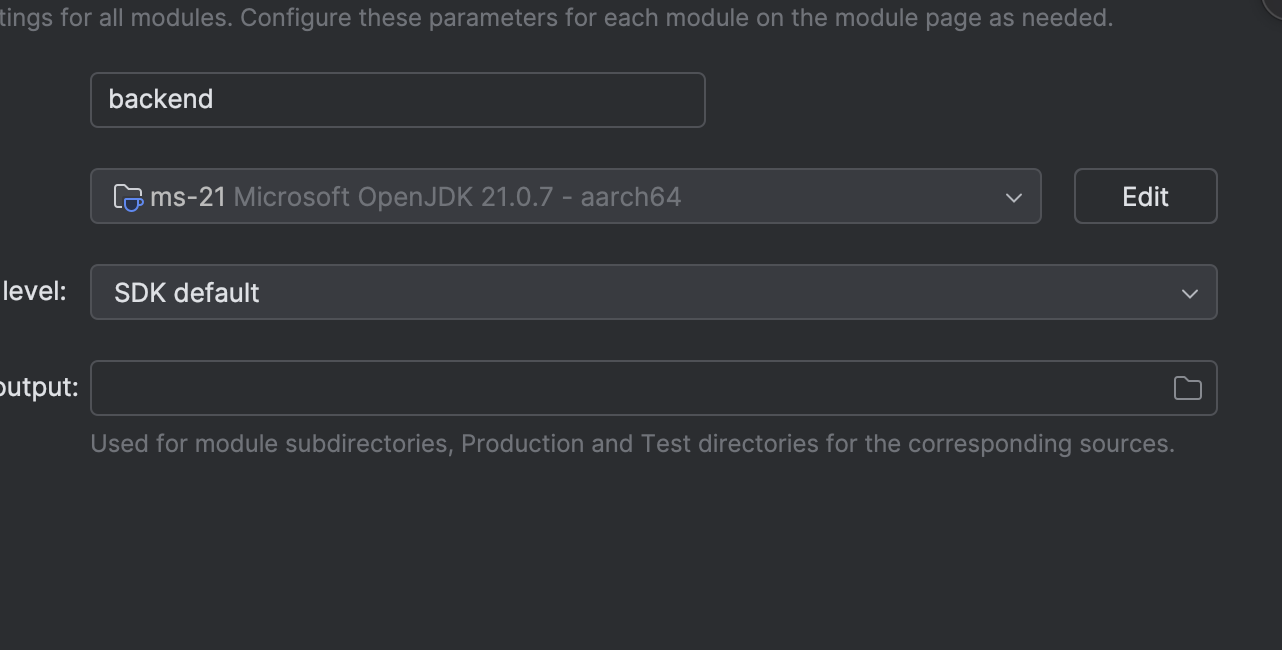 tings for all modules. Configure these parameters for each module on the module page as needed.
backend
ms-21 Microsoft OpenJDK 21.0.7 - aarch64
Edit
level:
SDK default
output:
Used for module subdirectories, Production and Test directories for the corresponding sources.